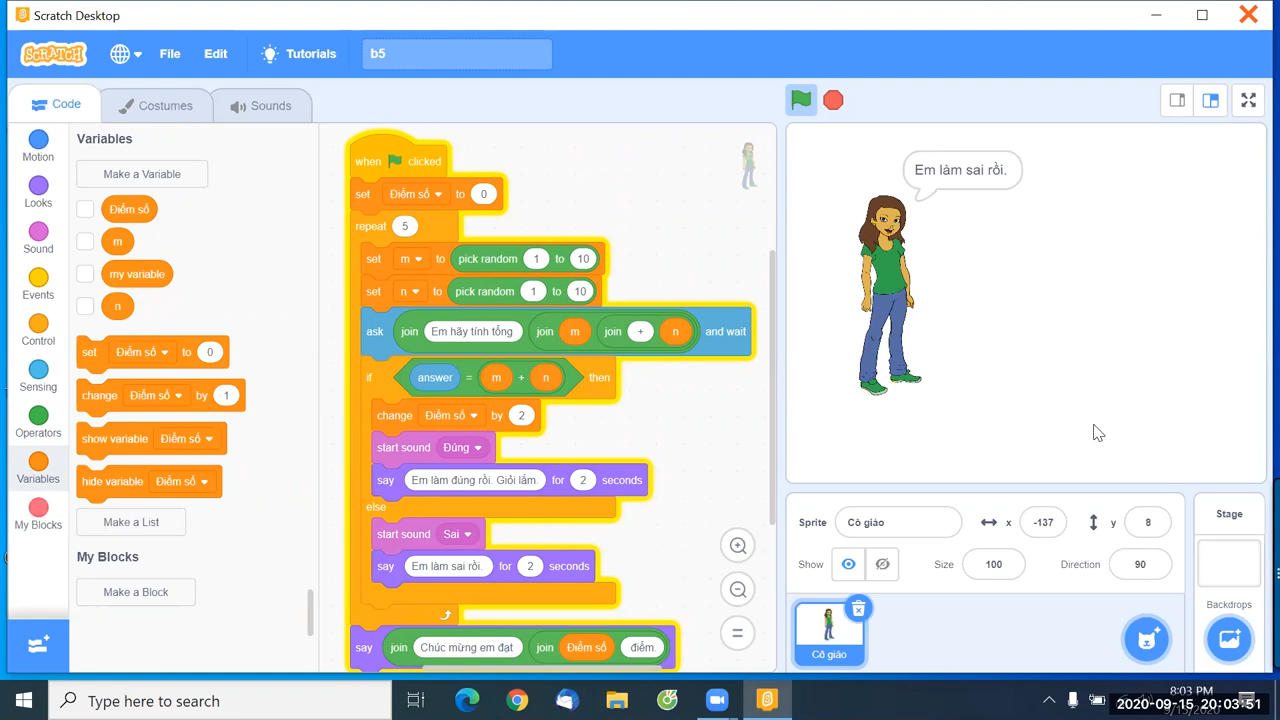 Scratch Desktop
SCRATCH File Edit Tutorials b5
Code Costumes Sounds
Motion
Looks
Sound
Events
Control
Sensing
Operators
Variables
My Blocks
Variables
Make a Variable
Điểm số
m
my variable
n
set Điểm số to 0
change Điểm số by 1
show variable Điểm số
hide variable Điểm số
Make a List
My Blocks
Make a Block
when clicked
set Điểm số to 0
repeat 5
set m to pick random 1 to 10
set n to pick random 1 to 10
ask join Em hãy tính tổng join m join + n and wait
if answer = m + n then
change Điểm số by 2
start sound Đúng
say Em làm đúng rồi. Giỏi lắm. for 2 seconds
else
start sound Sai
say Em làm sai rồi. for 2 seconds
say join Chúc mừng em đạt join Điểm số điểm.
Em làm sai rồi.
Sprite Cô giáo x -137 y 8
Show Size 100 Direction 90
Cô giáo
Stage
Backdrops
Type here to search
8:03 PM
2020-09-15 20:03:51